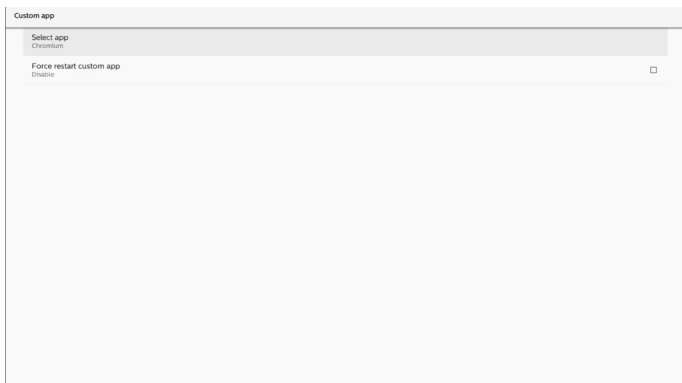 Custom app
Select app
Chromium
Force restart custom app
Disable